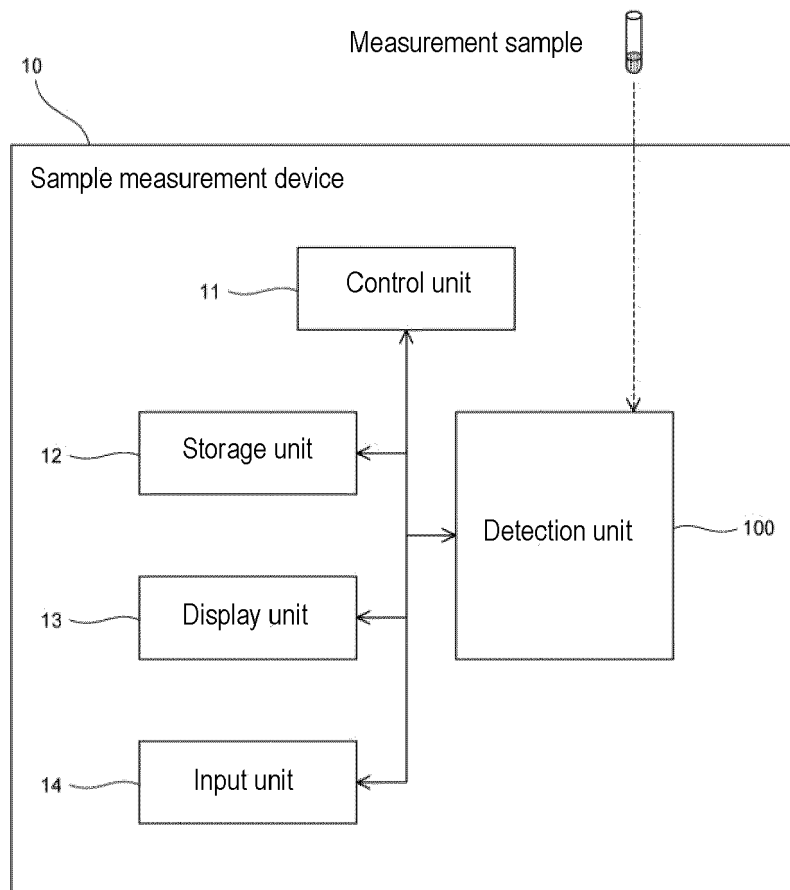 Measurement sample
10
Sample measurement device
11
Control unit
12
Storage unit
Detection unit
100
13
Display unit
14
Input unit